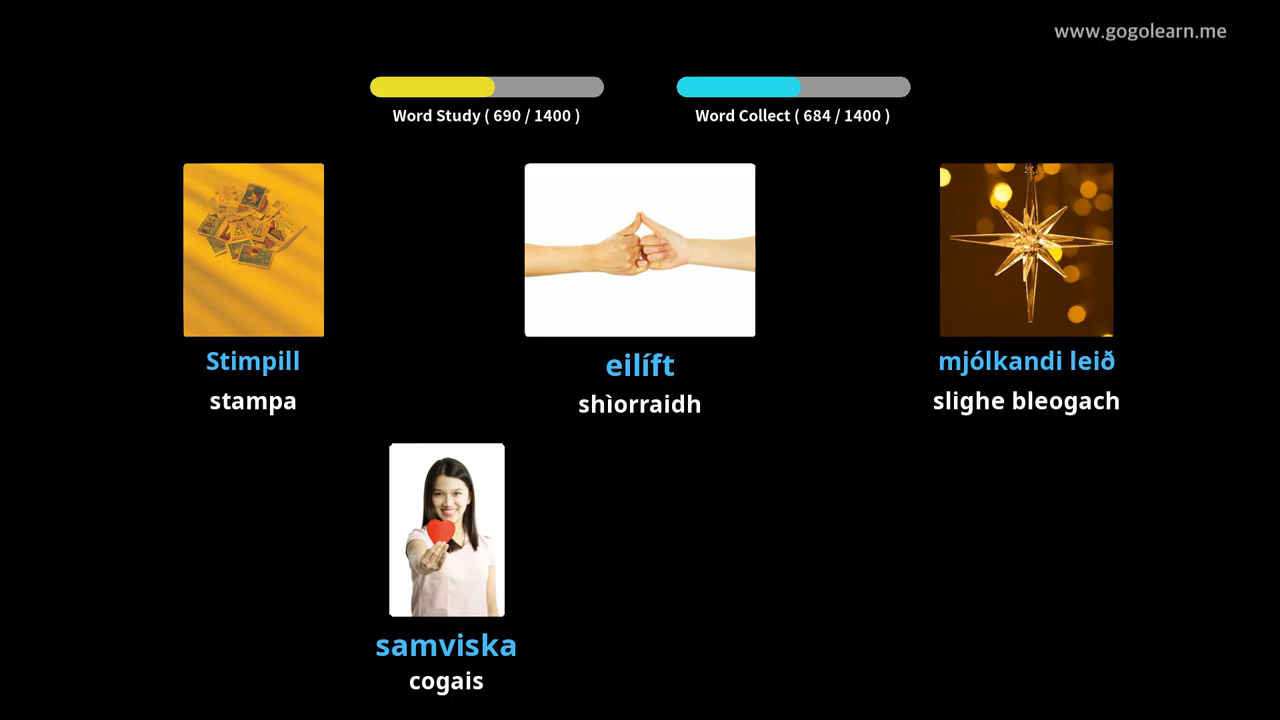 www.gogolearn.me
Word Study ( 690 / 1400 )
Word Collect ( 684 / 1400 )
Stimpill
stampa
eilíft
shìorraidh
mjólkandi leið
slighe bleogach
samviska
cogais